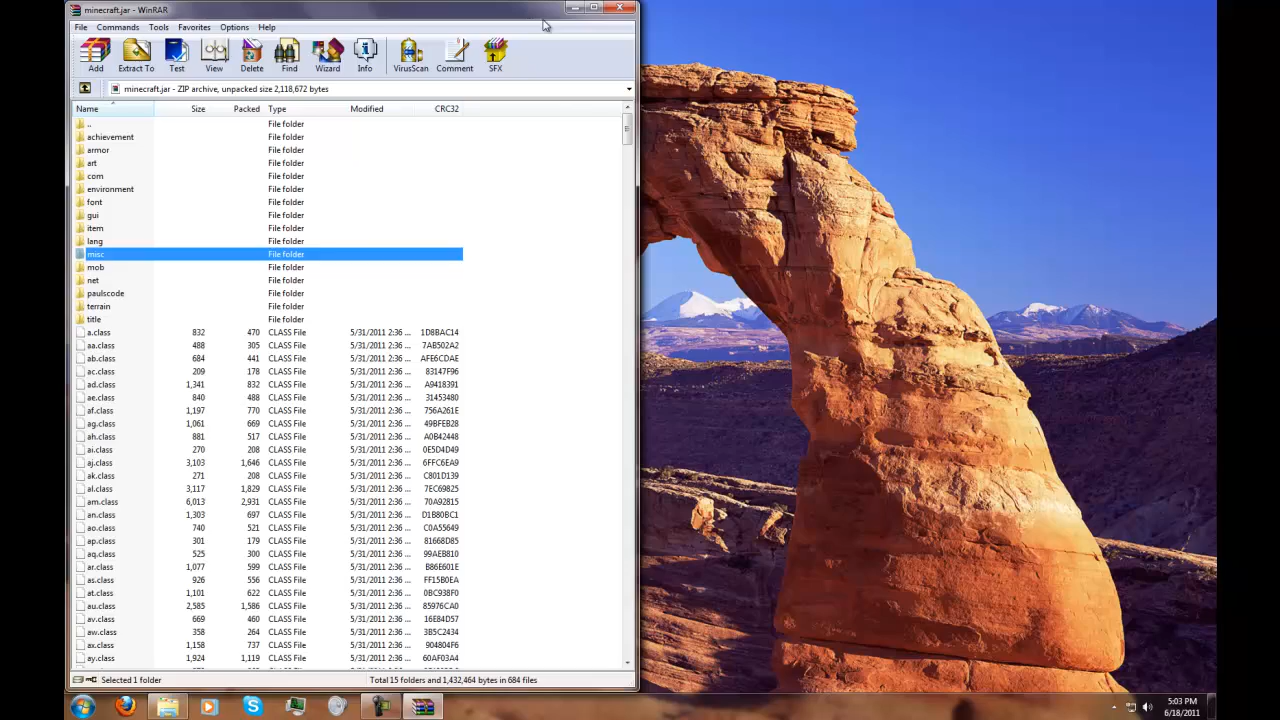 minecraft.jar - WinRAR
File Commands Tools Favorites Options Help
Add Extract To Test View Delete Find Wizard Info VirusScan Comment SFX
minecraft.jar - ZIP archive, unpacked size 2,118,672 bytes
Name Size Packed Type Modified CRC32
.. File folder
achievement File folder
armor File folder
art File folder
com File folder
environment File folder
font File folder
gui File folder
item File folder
lang File folder
misc File folder
mob File folder
net File folder
paulscode File folder
terrain File folder
title File folder
a.class 832 470 CLASS File 5/31/2011 2:36 ... 1D8BAC14
aa.class 488 305 CLASS File 5/31/2011 2:36 ... 7AB502A2
ab.class 684 441 CLASS File 5/31/2011 2:36 ... AFE6CDAE
ac.class 209 178 CLASS File 5/31/2011 2:36 ... 83147F96
ad.class 1,341 832 CLASS File 5/31/2011 2:36 ... A9418391
ae.class 840 488 CLASS File 5/31/2011 2:36 ... 31453480
af.class 1,197 770 CLASS File 5/31/2011 2:36 ... 756A261E
ag.class 1,061 669 CLASS File 5/31/2011 2:36 ... 49BFEB28
ah.class 881 517 CLASS File 5/31/2011 2:36 ... A0B42448
ai.class 270 208 CLASS File 5/31/2011 2:36 ... 0E5D4D49
aj.class 3,103 1,646 CLASS File 5/31/2011 2:36 ... 6FFC6EA9
ak.class 271 208 CLASS File 5/31/2011 2:36 ... C801D139
al.class 3,117 1,829 CLASS File 5/31/2011 2:36 ... 7EC69825
am.class 6,013 2,931 CLASS File 5/31/2011 2:36 ... 70A92815
an.class 1,303 697 CLASS File 5/31/2011 2:36 ... D1B80BC1
ao.class 740 521 CLASS File 5/31/2011 2:36 ... C0A55649
ap.class 301 179 CLASS File 5/31/2011 2:36 ... 81668D85
aq.class 525 300 CLASS File 5/31/2011 2:36 ... 99AEB810
ar.class 1,077 599 CLASS File 5/31/2011 2:36 ... B86E601E
as.class 926 556 CLASS File 5/31/2011 2:36 ... FF15B0EA
at.class 1,101 622 CLASS File 5/31/2011 2:36 ... 0BC938F0
au.class 2,585 1,586 CLASS File 5/31/2011 2:36 ... 85976CA0
av.class 669 460 CLASS File 5/31/2011 2:36 ... 16E84D57
aw.class 358 264 CLASS File 5/31/2011 2:36 ... 3B5C2434
ax.class 1,158 737 CLASS File 5/31/2011 2:36 ... 904804F6
ay.class 1,924 1,119 CLASS File 5/31/2011 2:36 ... 60AF03A4
Selected 1 folder Total 15 folders and 1,432,464 bytes in 684 files
5:03 PM
6/18/2011